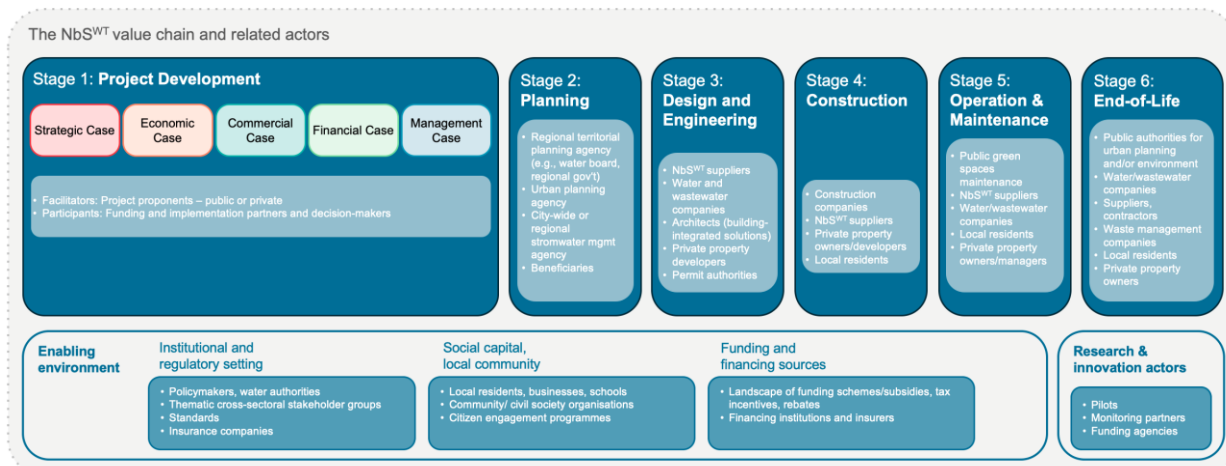 The NbSᵂᵀ value chain and related actors
Stage 1: Project Development
Strategic Case
Economic
Case
Commercial
Case
Financial Case
Management
Case
• Facilitators: Project proponents – public or private
• Participants: Funding and implementation partners and decision-makers
Stage 2:
Planning
• Regional territorial
planning agency
(e.g., water board,
regional gov't)
• Urban planning
agency
• City-wide or
regional
stromwater mgmt
agency
• Beneficiaries
Stage 3:
Design and
Engineering
• NbSᵂᵀ suppliers
• Water and
wastewater
companies
• Architects (building-
integrated solutions)
• Private property
developers
• Permit authorities
Stage 4:
Construction
• Construction
companies
• NbSᵂᵀ suppliers
• Private property
owners/developers
• Local residents
Stage 5:
Operation &
Maintenance
• Public green
spaces
maintenance
• NbSᵂᵀ suppliers
• Water/wastewater
companies
• Local residents
• Private property
owners/managers
Stage 6:
End-of-Life
• Public authorities for
urban planning
and/or environment
• Water/wastewater
companies
• Suppliers,
contractors
• Waste management
companies
• Local residents
• Private property
owners
Enabling
environment
Institutional and
regulatory setting
• Policymakers, water authorities
• Thematic cross-sectoral stakeholder groups
• Standards
• Insurance companies
Social capital,
local community
• Local residents, businesses, schools
• Community/ civil society organisations
• Citizen engagement programmes
Funding and
financing sources
• Landscape of funding schemes/subsidies, tax
incentives, rebates
• Financing institutions and insurers
Research &
innovation actors
• Pilots
• Monitoring partners
• Funding agencies